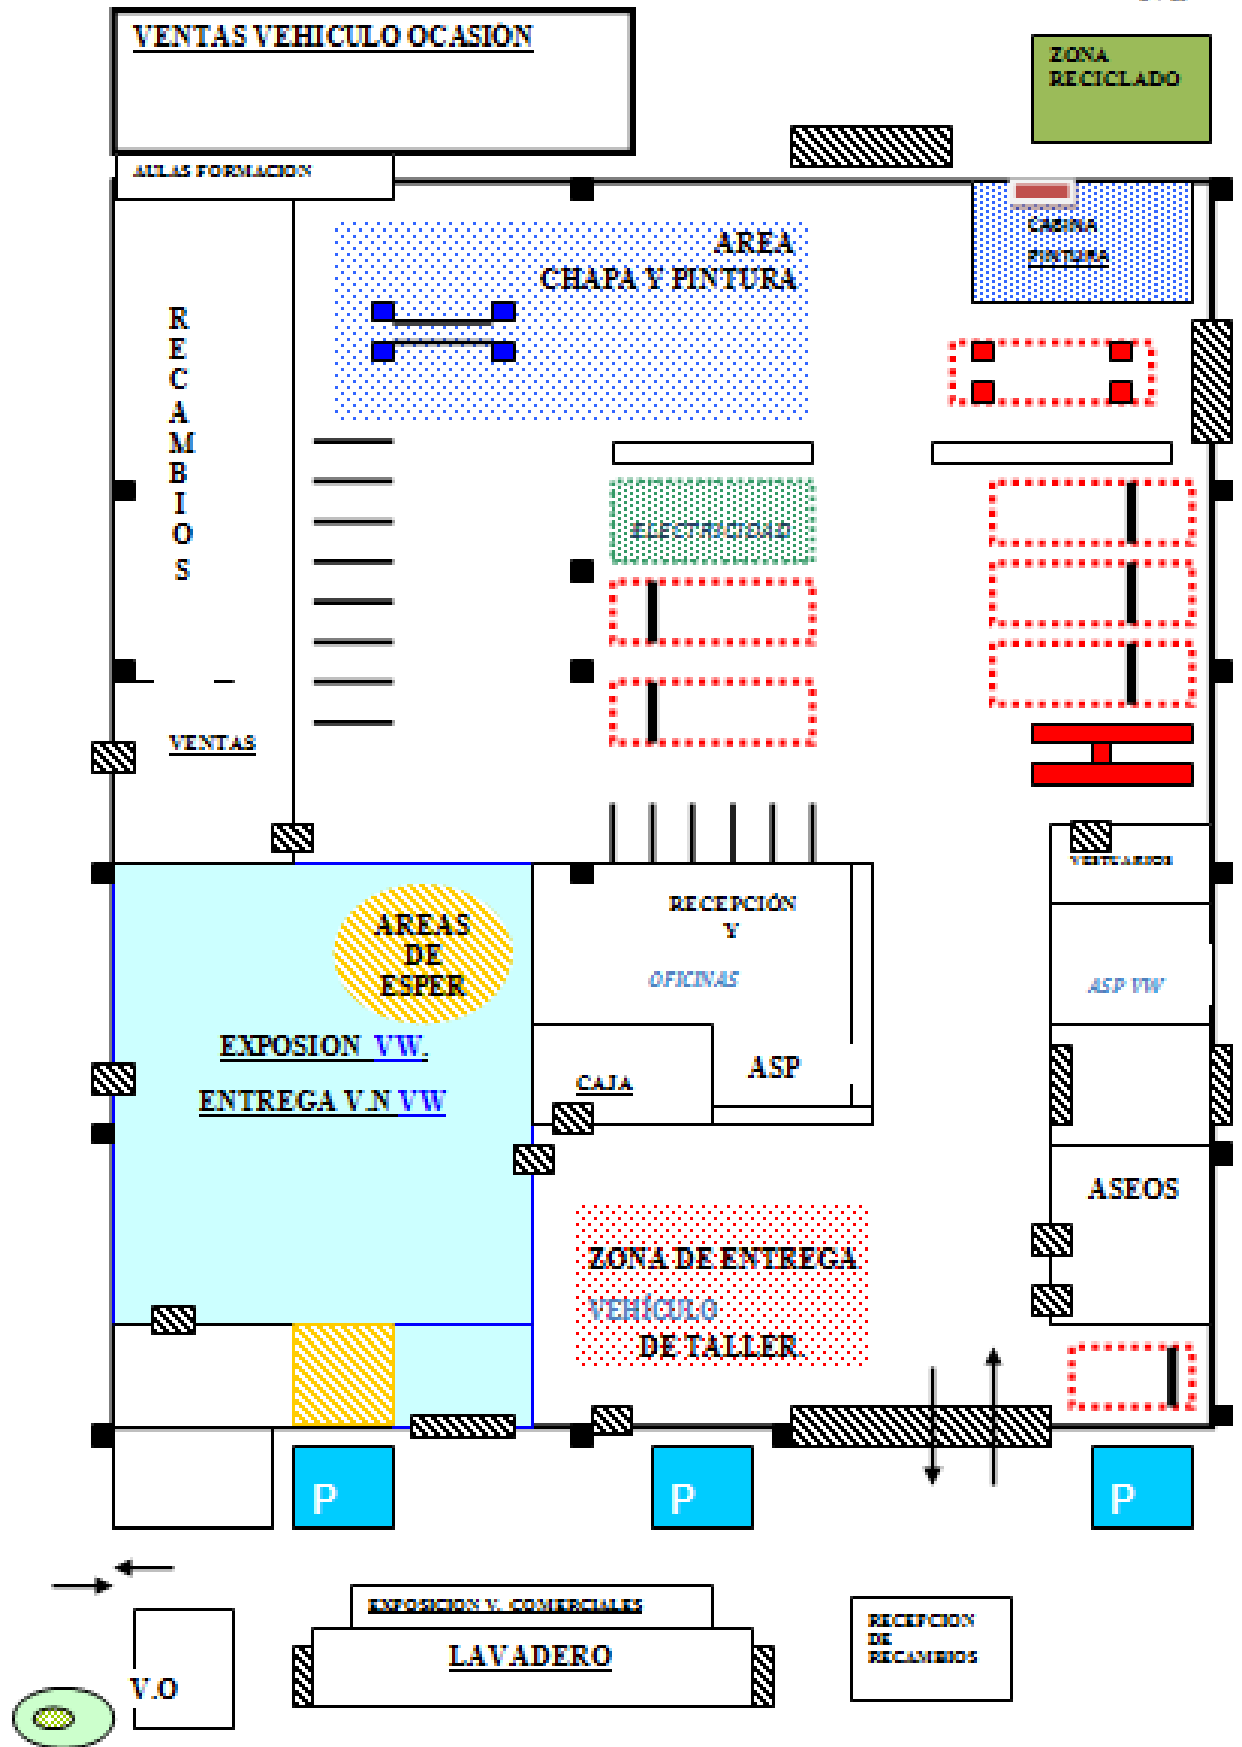 VENTAS VEHICULO OCASIÓN
ZONA
RECICLADO
AULAS FORMACION
CABINA
PINTURA
AREA
CHAPA Y PINTURA
R
E
C
A
M
B
I
O
S
ELECTRICIDAD
VENTAS
VESTUARIOS
AREAS
DE
ESPER
RECEPCIÓN
Y
OFICINAS
ASP VW
EXPOSION VW.
ENTREGA V.N VW
CAJA
ASP
ASEOS
ZONA DE ENTREGA
VEHÍCULO
DE TALLER.
P
P
P
EXPOSICION V. COMERCIALES
LAVADERO
RECEPCION
DE
RECAMBIOS
V.O